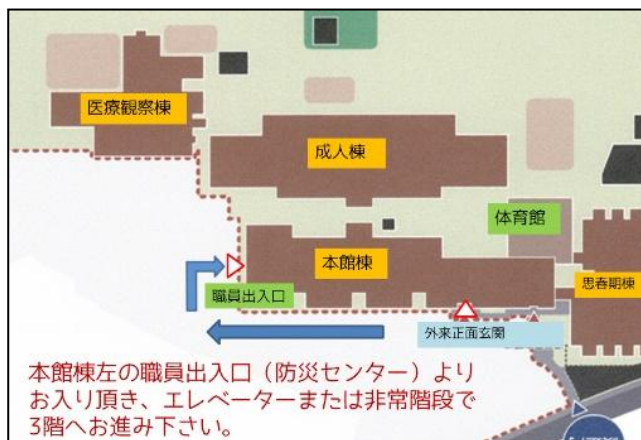 医療観察棟
成人棟
体育館
本館棟
思春期棟
職員出入口
外来正面玄関
本館棟左の職員出入口（防災センター）より
お入り頂き、エレベーターまたは非常階段で
3階へお進み下さい。